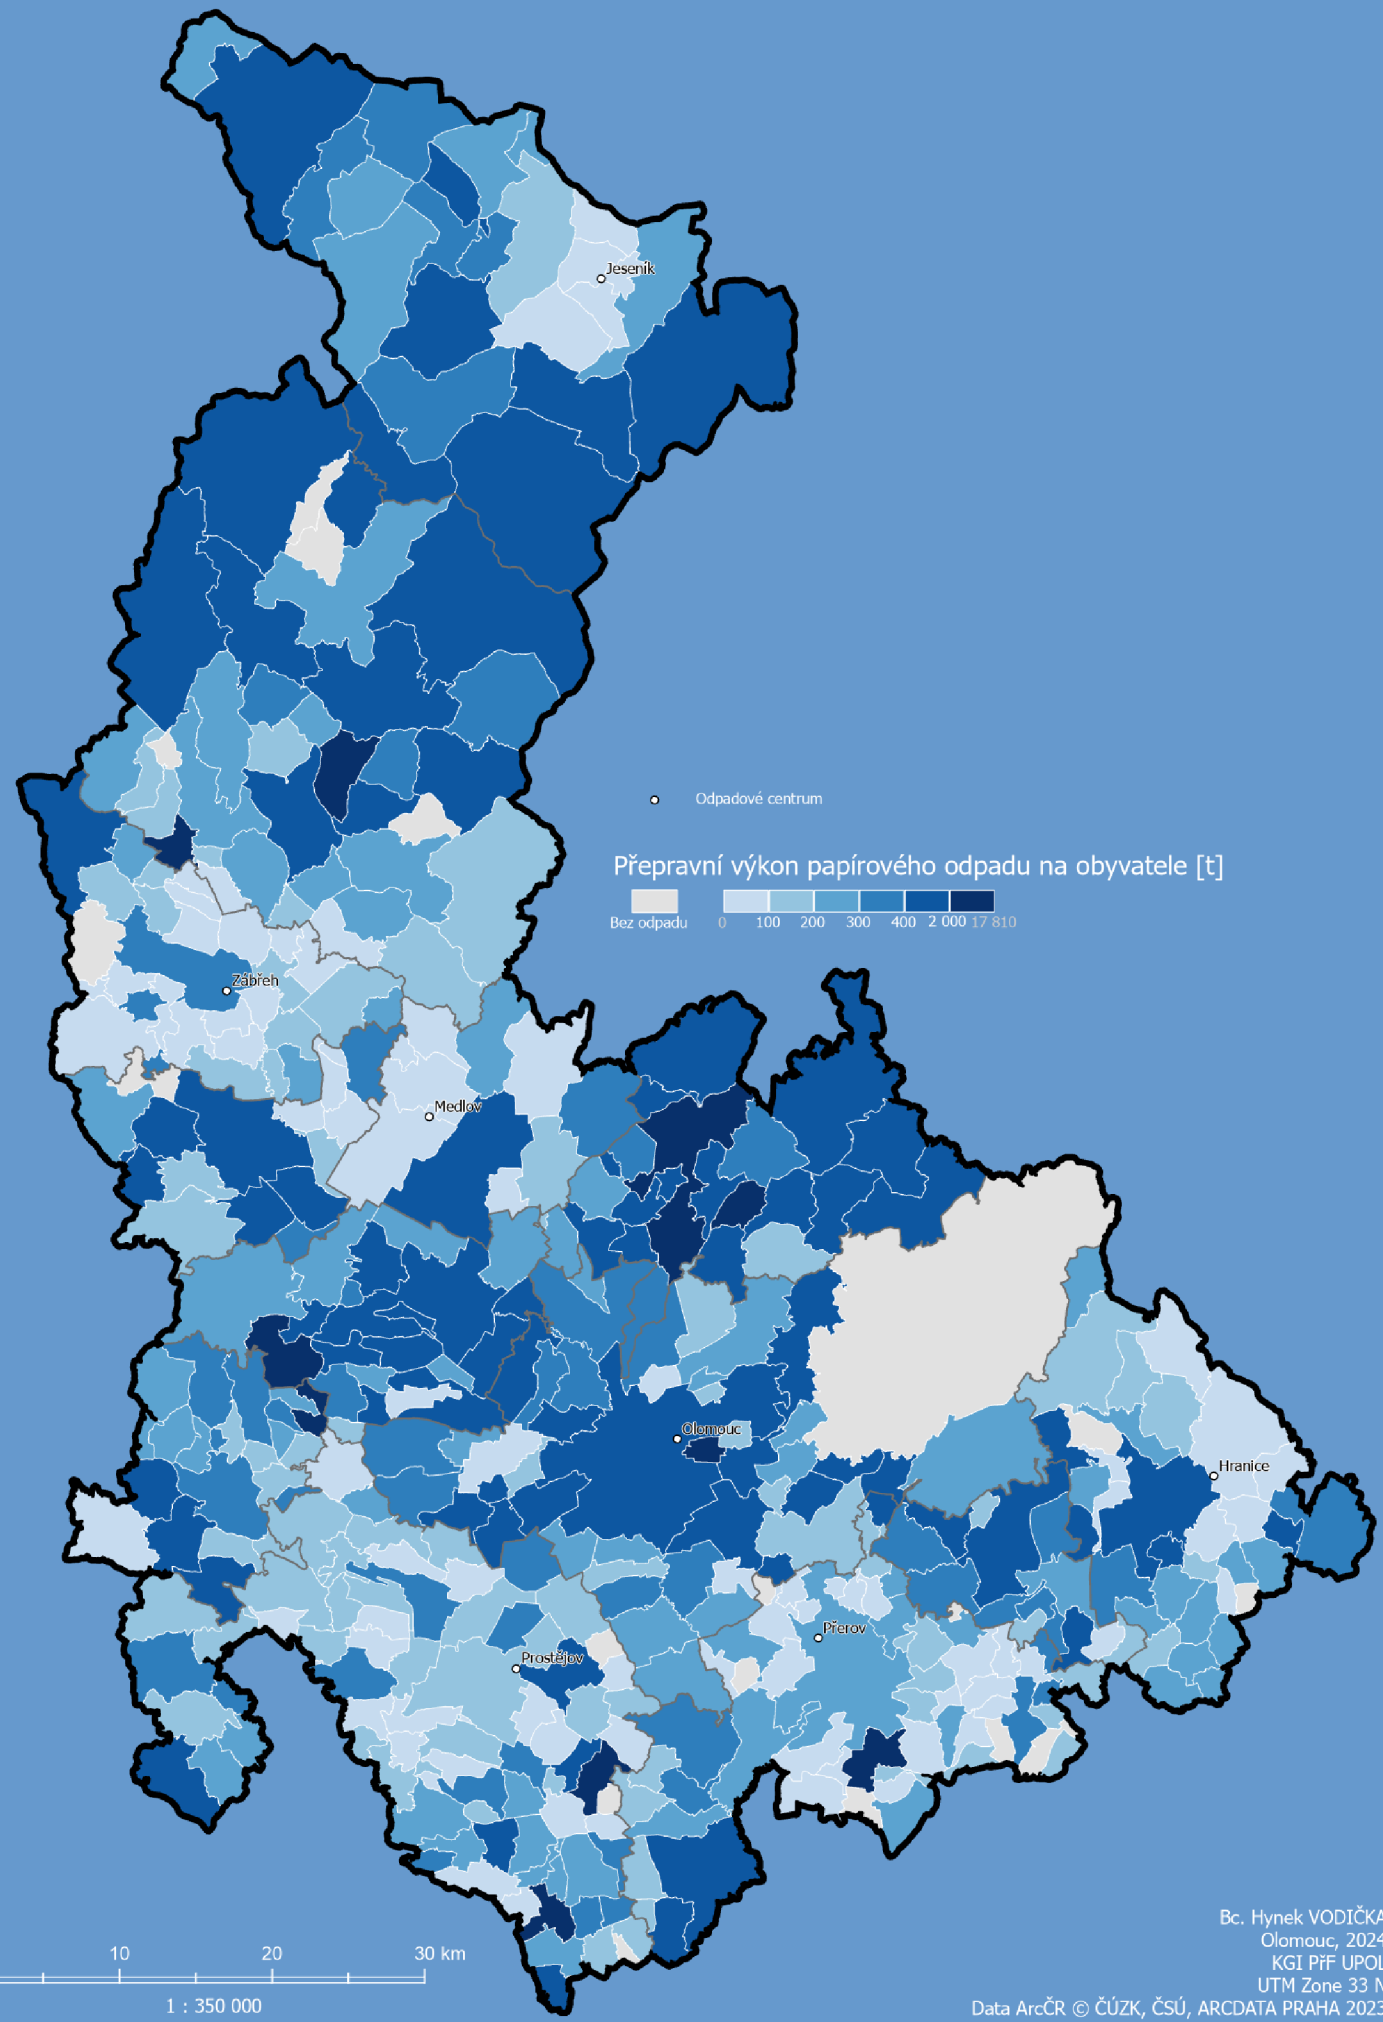 Jeseník
Odpadové centrum
Přepravní výkon papírového odpadu na obyvatele [t]
Bez odpadu 0 100 200 300 400 2 000 17 810
Zábřeh
Medlov
Olomouc
Hranice
Přerov
Prostějov
Bc. Hynek VODIČKA
Olomouc, 2024
KGI PřF UPOL
UTM Zone 33 N
Data ArcČR © ČÚZK, ČSÚ, ARCDATA PRAHA 2023
10 20 30 km
1 : 350 000